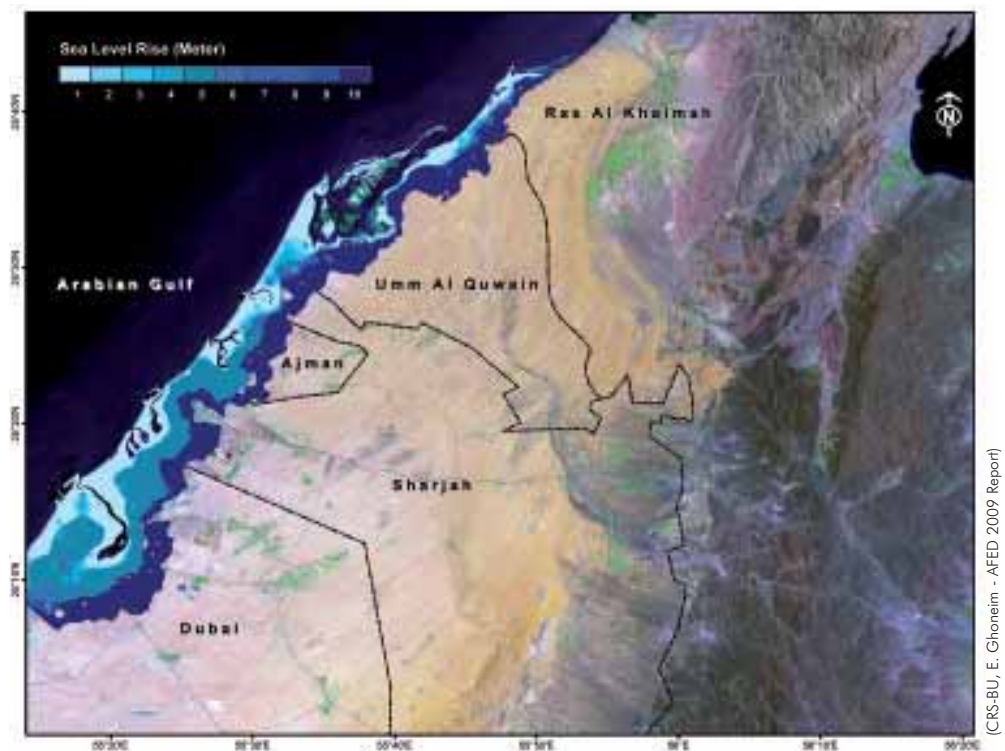 Sea Level Rise (Meter)
1 2 3 4 5 6 7 8 9 10
Ras Al Khaimah
N
Arabian Gulf
Umm Al Quwain
Ajman
Sharjah
Dubai
(CRS-BU, E. Ghoneim - AFED 2009 Report)